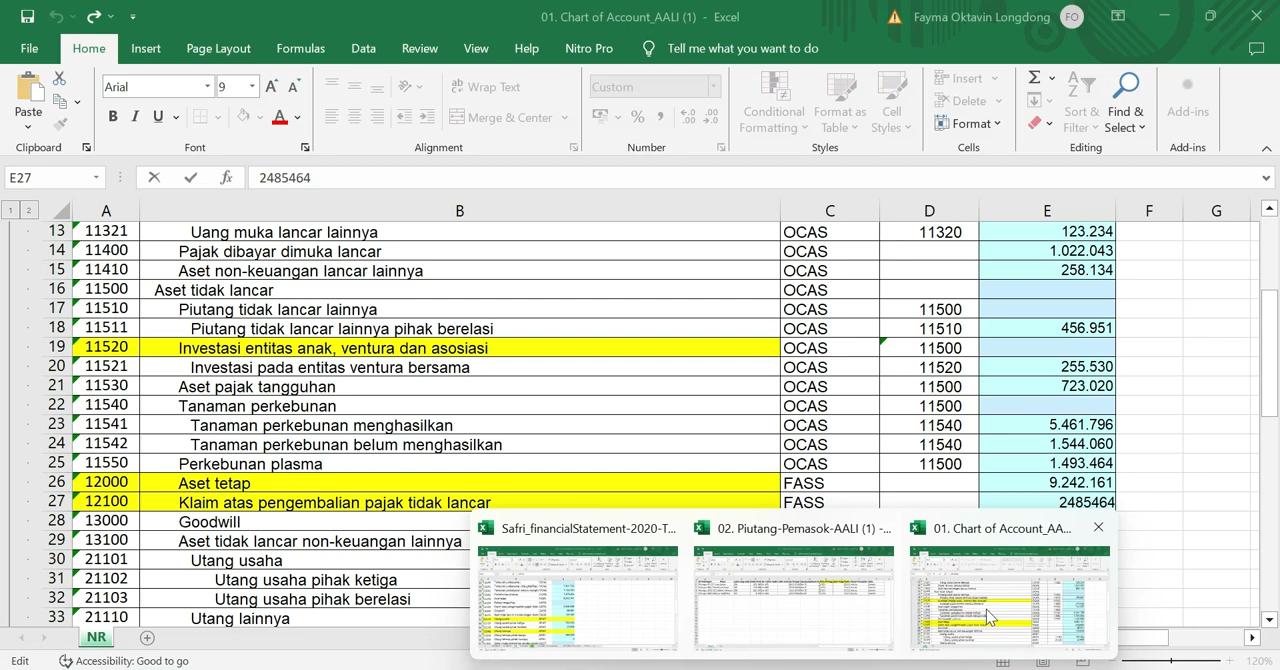 01. Chart of Account_AALI (1) - Excel
Fayma Oktavin Longdong FO
File Home Insert Page Layout Formulas Data Review View Help Nitro Pro Tell me what you want to do
Paste
Arial 9
Wrap Text
Merge & Center
Custom
Conditional Formatting
Format as Table
Cell Styles
Insert
Delete
Format
Sort & Filter
Find & Select
Add-ins
Clipboard Font Alignment Number Styles Cells Editing Add-ins
E27 fx 2485464
1 2 A B C D E F G
13 11321 Uang muka lancar lainnya OCAS 11320 123.234
14 11400 Pajak dibayar dimuka lancar OCAS 1.022.043
15 11410 Aset non-keuangan lancar lainnya OCAS 258.134
16 11500 Aset tidak lancar OCAS
17 11510 Piutang tidak lancar lainnya OCAS 11500
18 11511 Piutang tidak lancar lainnya pihak berelasi OCAS 11510 456.951
19 11520 Investasi entitas anak, ventura dan asosiasi OCAS 11500
20 11521 Investasi pada entitas ventura bersama OCAS 11520 255.530
21 11530 Aset pajak tangguhan OCAS 11500 723.020
22 11540 Tanaman perkebunan OCAS 11500
23 11541 Tanaman perkebunan menghasilkan OCAS 11540 5.461.796
24 11542 Tanaman perkebunan belum menghasilkan OCAS 11540 1.544.060
25 11550 Perkebunan plasma OCAS 11500 1.493.464
26 12000 Aset tetap FASS 9.242.161
27 12100 Klaim atas pengembalian pajak tidak lancar FASS 2485464
28 13000 Goodwill
29 13100 Aset tidak lancar non-keuangan lainnya
30 21101 Utang usaha
31 21102 Utang usaha pihak ketiga
32 21103 Utang usaha pihak berelasi
33 21110 Utang lainnya
Safri_financialStatement-2020-T...
02. Piutang-Pemasok-AALI (1) -...
01. Chart of Account_AA...
NR
Edit Accessibility: Good to go 120%